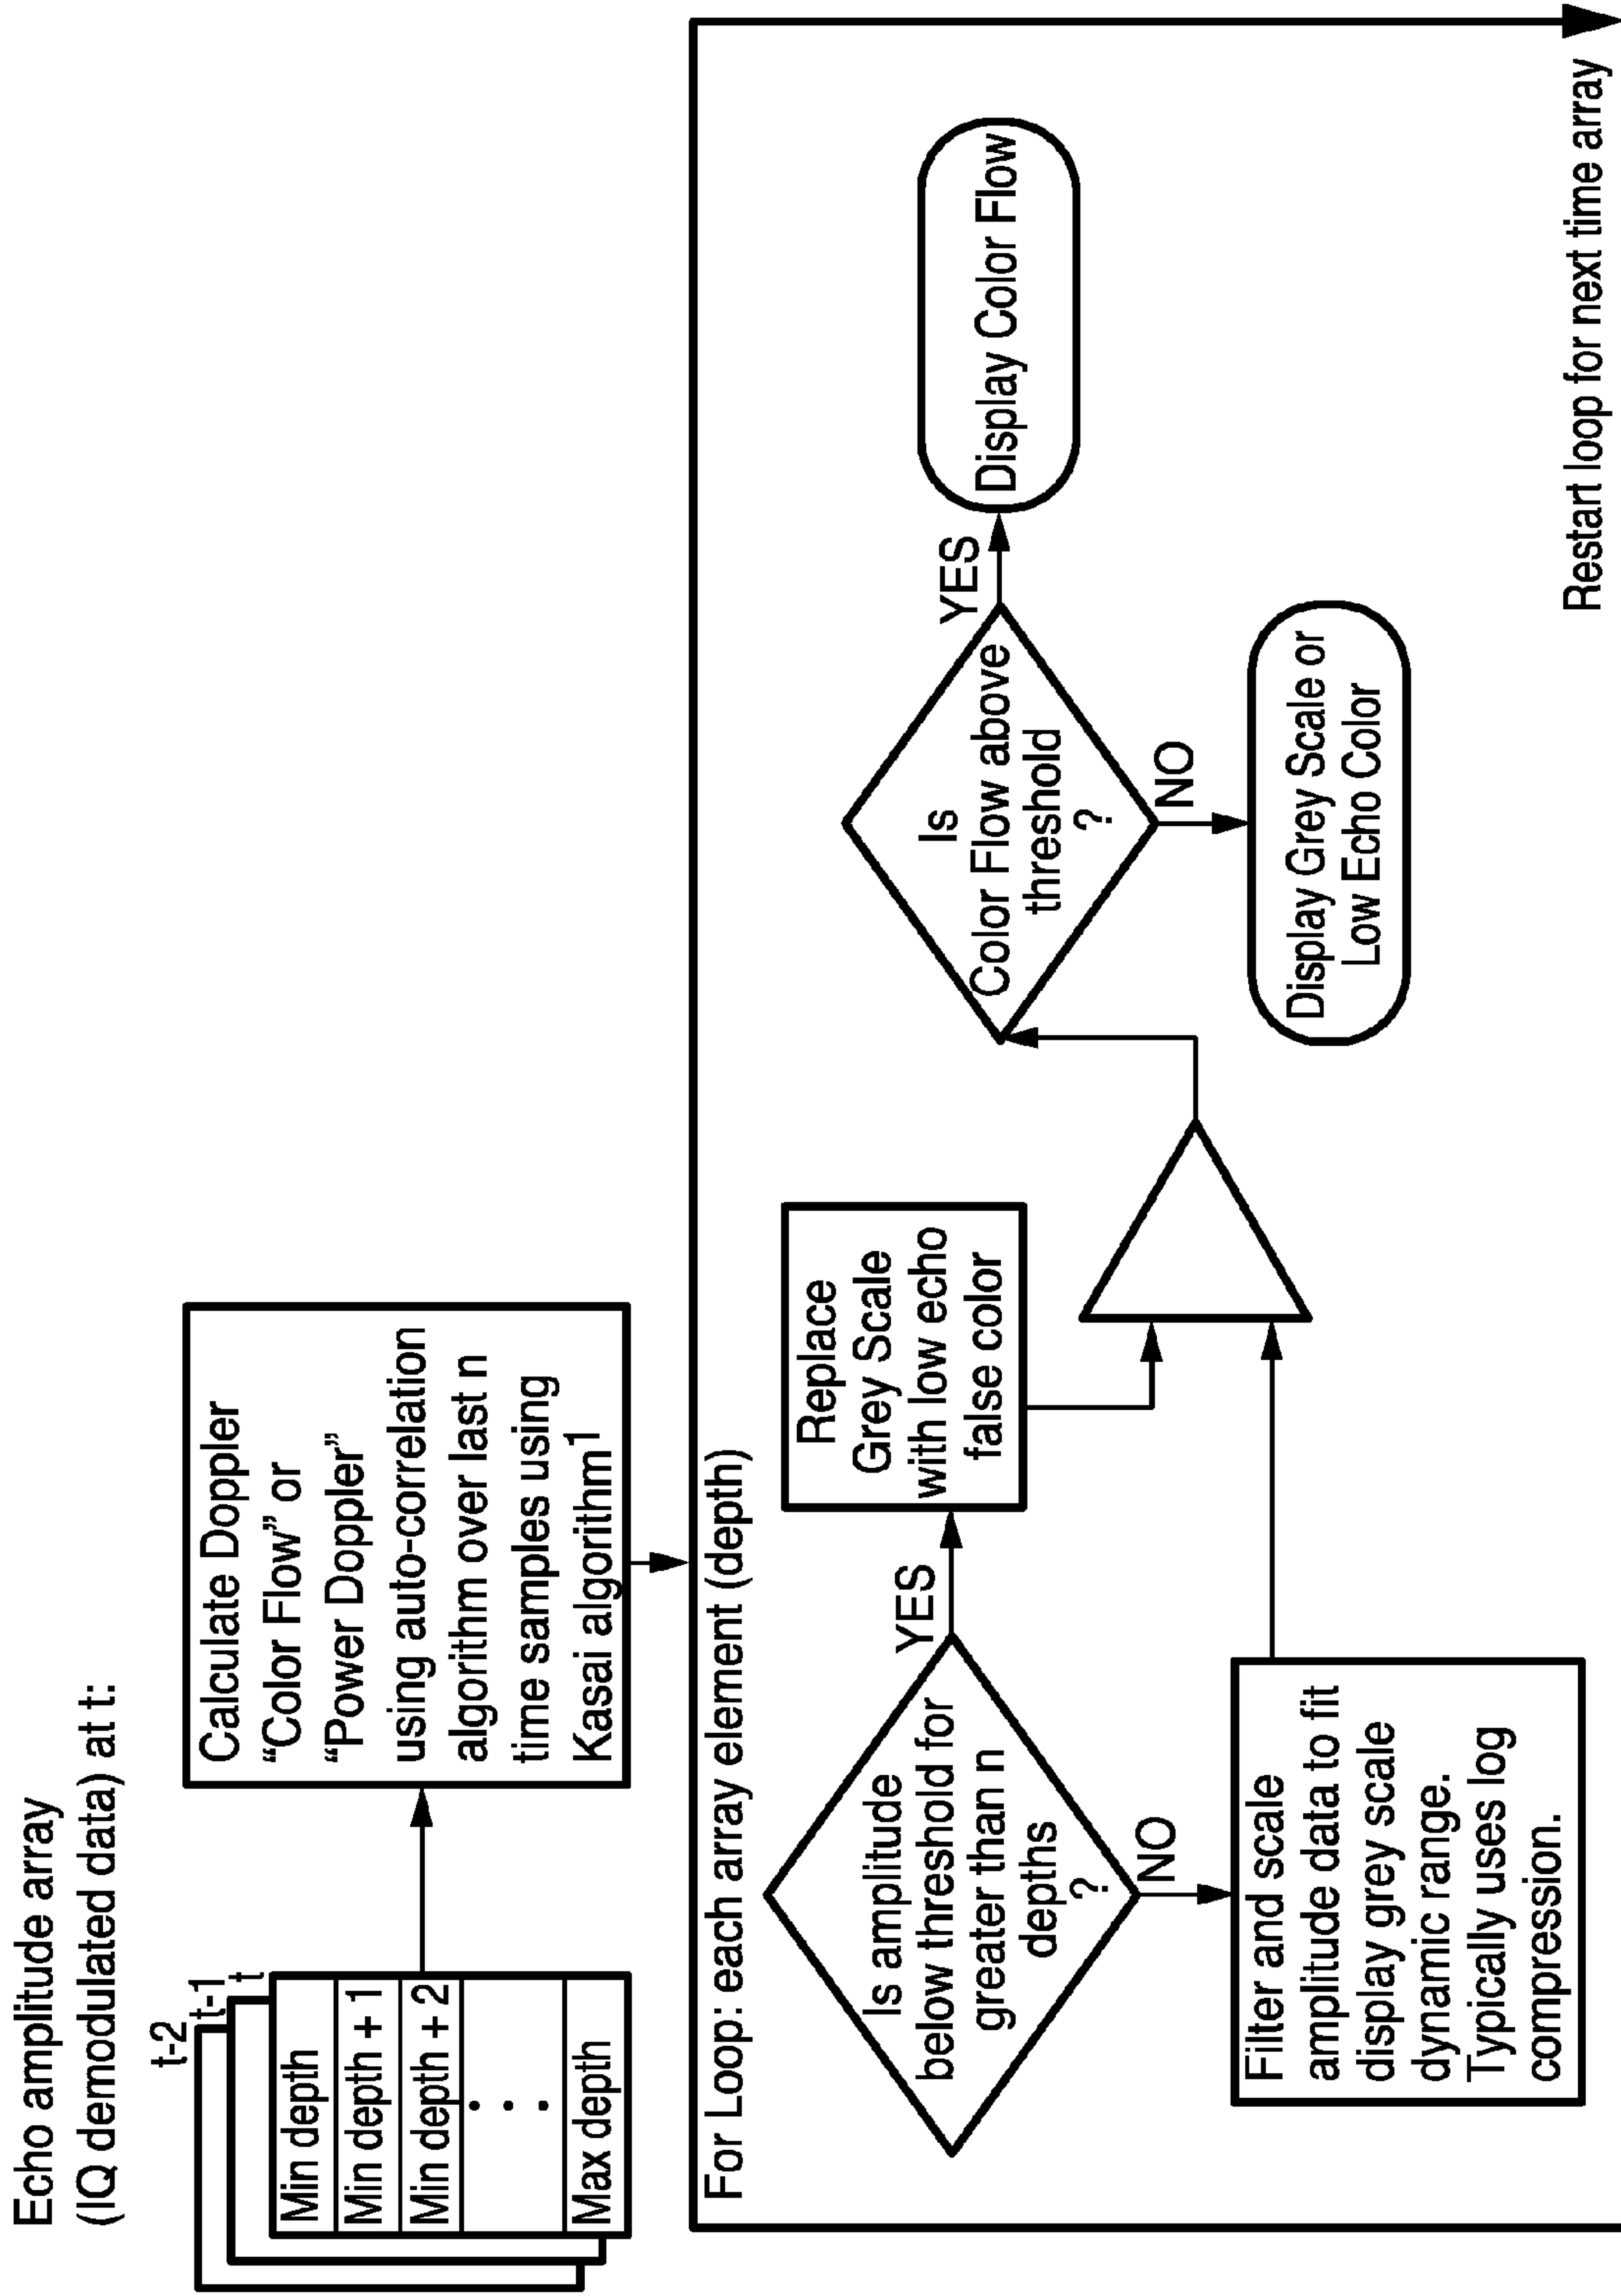 Echo amplitude array
(IQ demodulated data) at t:
t-2
t-1
t
Min depth
Min depth + 1
Min depth + 2
. . .
Max depth
Calculate Doppler
“Color Flow” or
“Power Doppler”
using auto-correlation
algorithm over last n
time samples using
Kasai algorithm1
For Loop: each array element (depth)
Is amplitude
below threshold for
greater than n
depths
?
YES
NO
Replace
Grey Scale
with low echo
false color
Filter and scale
amplitude data to fit
display grey scale
dynamic range.
Typically uses log
compression.
Is
Color Flow above
threshold
?
YES
NO
Display Color Flow
Display Grey Scale or
Low Echo Color
Restart loop for next time array